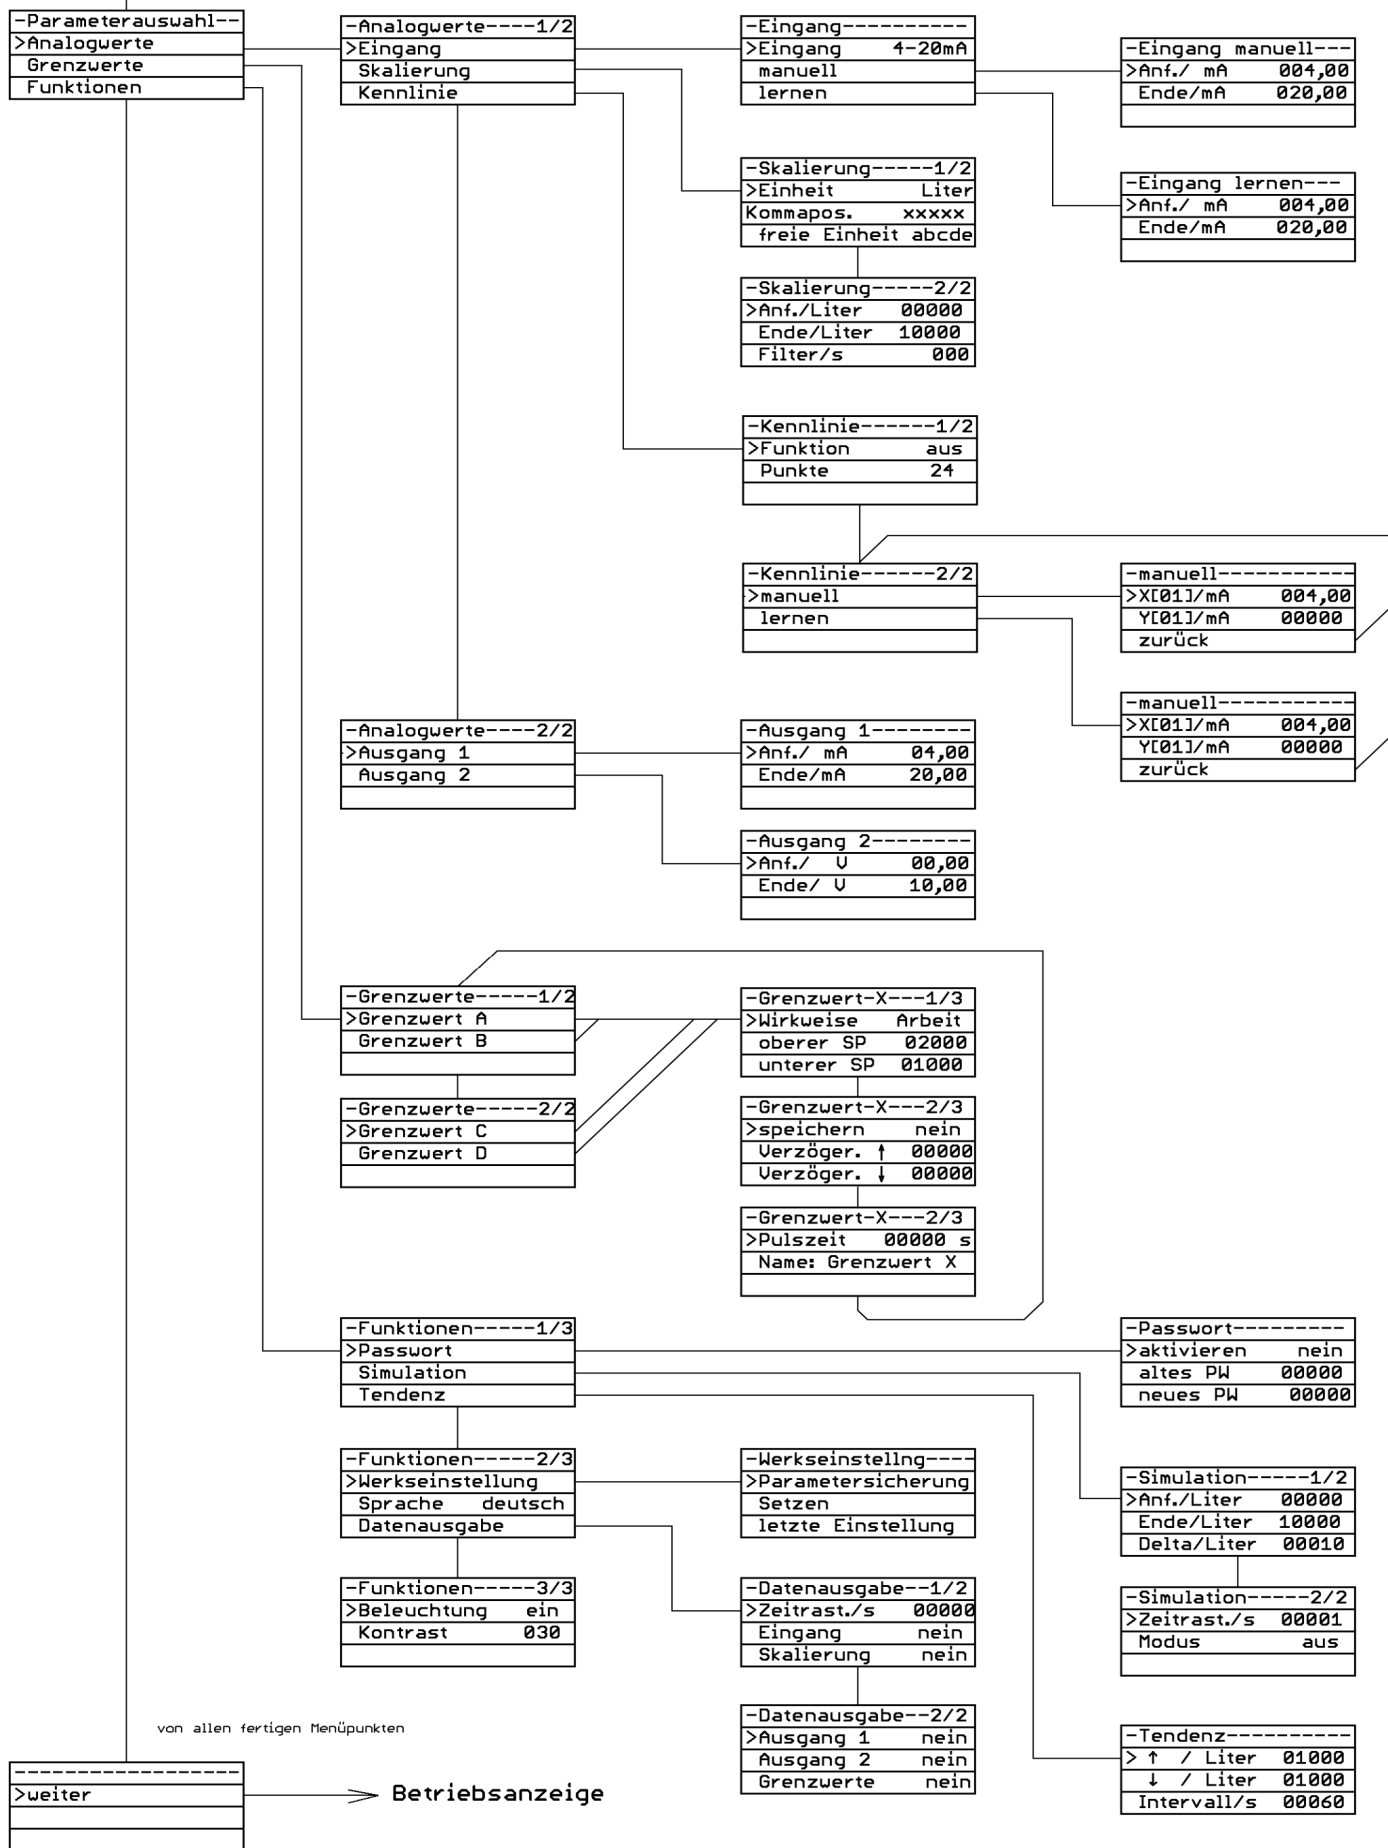 -Parameterauswahl--
>Analogwerte
Grenzwerte
Funktionen
-Analogwerte----1/2
>Eingang
Skalierung
Kennlinie
-Eingang----------
>Eingang 4-20mA
manuell
lernen
-Eingang manuell---
>Anf./ mA 004,00
Ende/mA 020,00
-Eingang lernen---
>Anf./ mA 004,00
Ende/mA 020,00
-Skalierung-----1/2
>Einheit Liter
Kommapos. xxxxx
freie Einheit abcde
-Skalierung-----2/2
>Anf./Liter 00000
Ende/Liter 10000
Filter/s 000
-Kennlinie------1/2
>Funktion aus
Punkte 24
-Kennlinie------2/2
>manuell
lernen
-manuell-----------
>X[01]/mA 004,00
Y[01]/mA 00000
zurück
-manuell-----------
>X[01]/mA 004,00
Y[01]/mA 00000
zurück
-Analogwerte----2/2
>Ausgang 1
Ausgang 2
-Ausgang 1--------
>Anf./ mA 04,00
Ende/mA 20,00
-Ausgang 2--------
>Anf./ V 00,00
Ende/ V 10,00
-Grenzwerte-----1/2
>Grenzwert A
Grenzwert B
-Grenzwerte-----2/2
>Grenzwert C
Grenzwert D
-Grenzwert-X---1/3
>Wirkweise Arbeit
oberer SP 02000
unterer SP 01000
-Grenzwert-X---2/3
>speichern nein
Verzöger. ↑ 00000
Verzöger. ↓ 00000
-Grenzwert-X---2/3
>Pulszeit 00000 s
Name: Grenzwert X
-Funktionen-----1/3
>Passwort
Simulation
Tendenz
-Passwort---------
>aktivieren nein
altes PW 00000
neues PW 00000
-Funktionen-----2/3
>Werkseinstellung
Sprache deutsch
Datenausgabe
-Werkseinstellng----
>Parametersicherung
Setzen
letzte Einstellung
-Simulation-----1/2
>Anf./Liter 00000
Ende/Liter 10000
Delta/Liter 00010
-Funktionen-----3/3
>Beleuchtung ein
Kontrast 030
-Datenausgabe--1/2
>Zeitrast./s 00000
Eingang nein
Skalierung nein
-Simulation-----2/2
>Zeitrast./s 00001
Modus aus
-Datenausgabe--2/2
>Ausgang 1 nein
Ausgang 2 nein
Grenzwerte nein
-Tendenz----------
> ↑ / Liter 01000
↓ / Liter 01000
Intervall/s 00060
von allen fertigen Menüpunkten
------------------
>weiter
Betriebsanzeige